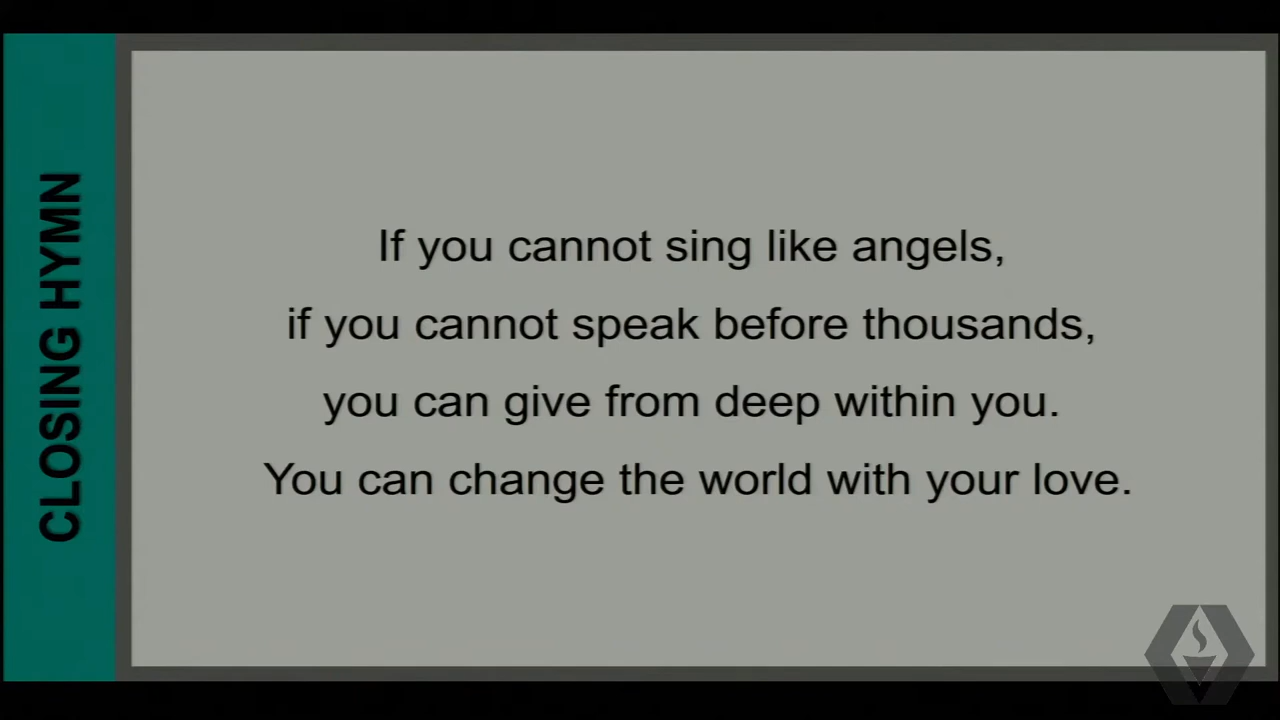 CLOSING HYMN
If you cannot sing like angels,
if you cannot speak before thousands,
you can give from deep within you.
You can change the world with your love.